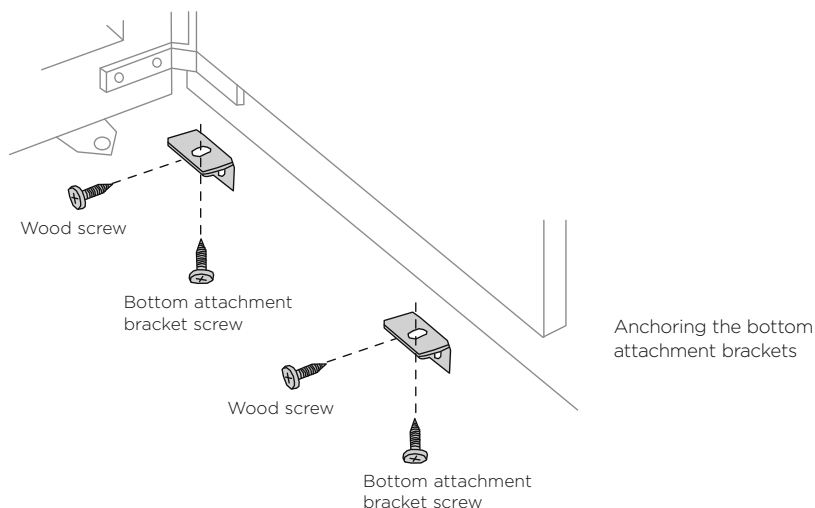 Wood screw
Bottom attachment
bracket screw
Anchoring the bottom
attachment brackets
Wood screw
Bottom attachment
bracket screw